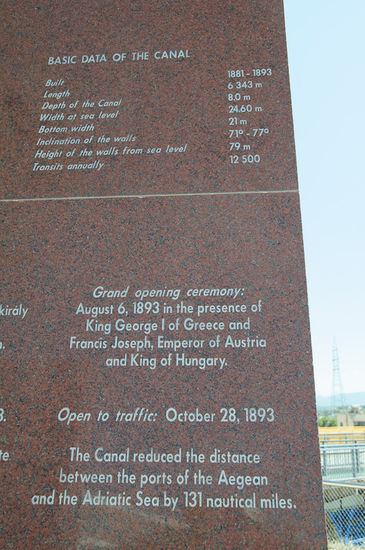 BASIC DATA OF THE CANAL
Built 1881 - 1893
Length 6 343 m
Depth of the Canal 8.0 m
Width at sea level 24.60 m
Bottom width 21 m
Inclination of the walls 71º - 77º
Height of the walls from sea level 79 m
Transits annually 12 500
király
Grand opening ceremony:
August 6, 1893 in the presence of
King George I of Greece and
Francis Joseph, Emperor of Austria
and King of Hungary.
Open to traffic: October 28, 1893
The Canal reduced the distance
between the ports of the Aegean
and the Adriatic Sea by 131 nautical miles.